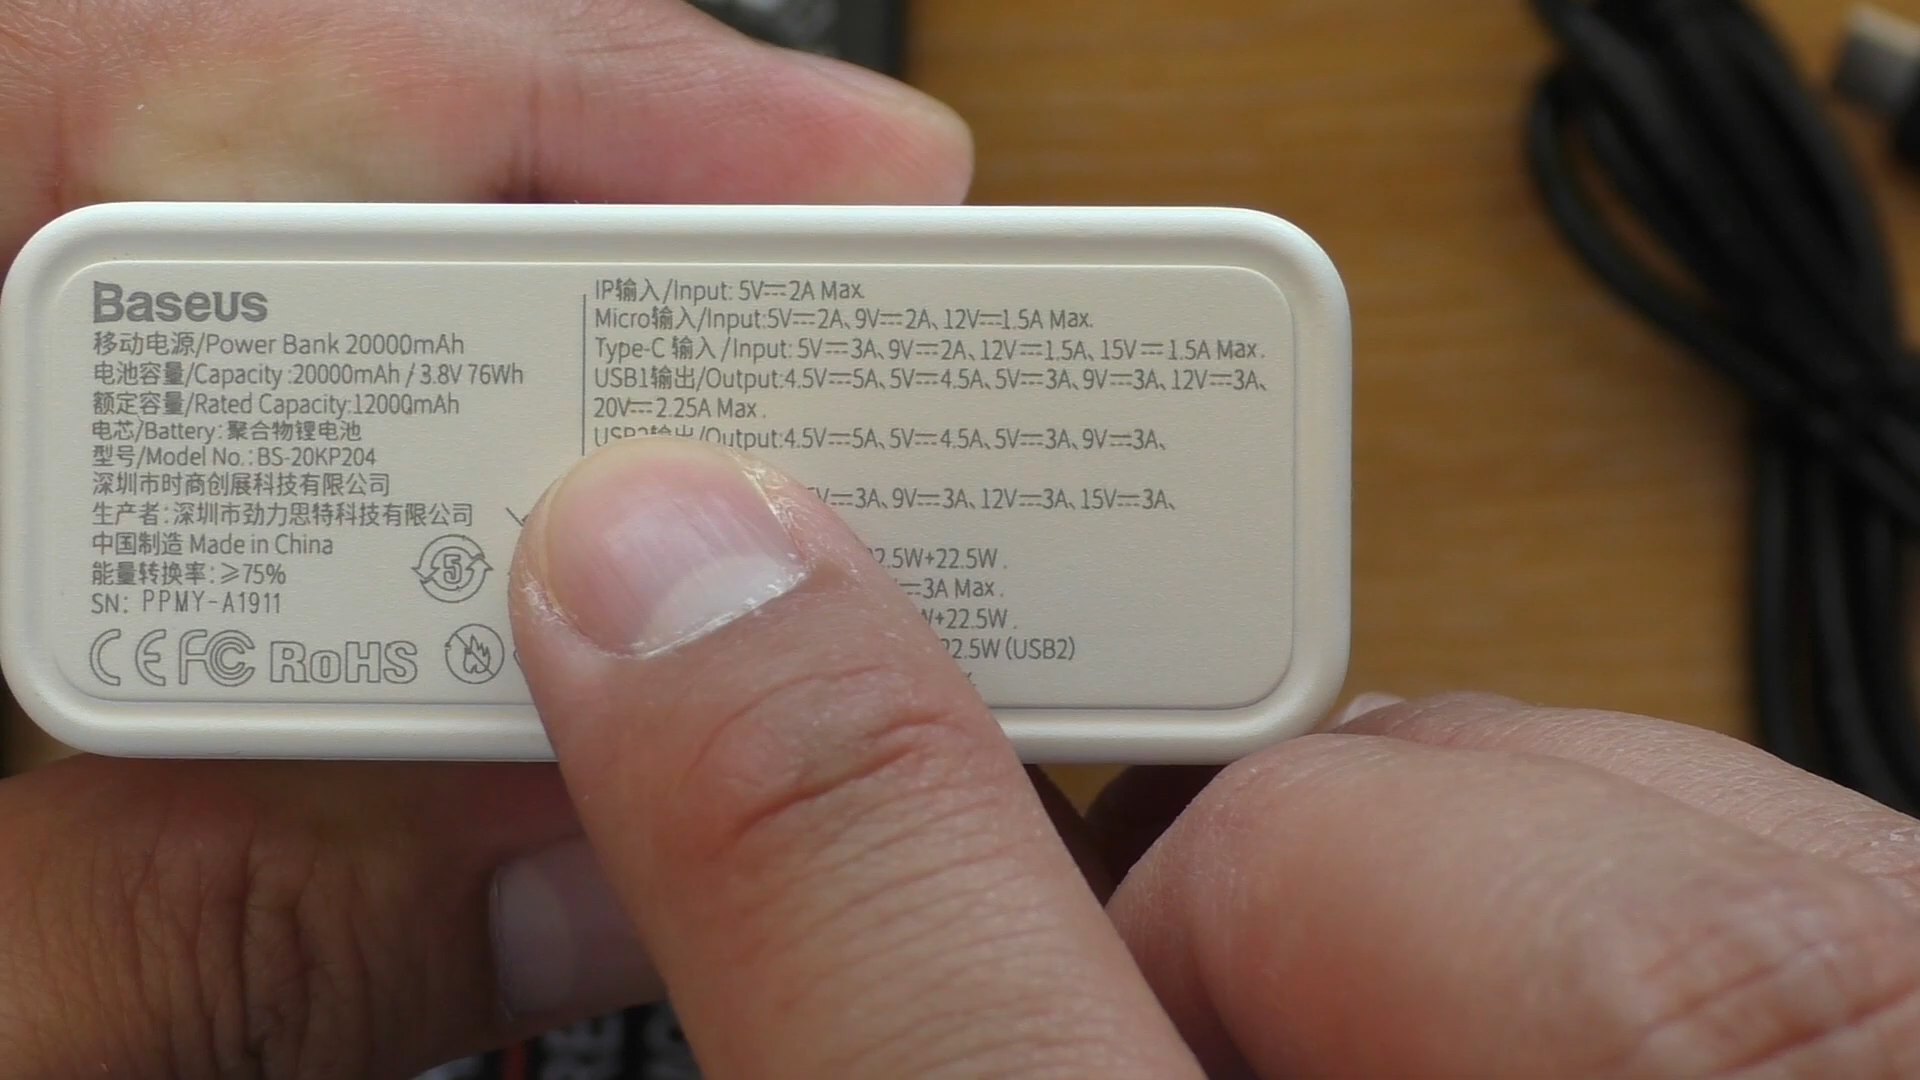 Baseus
移动电源/Power Bank 20000mAh
电池容量/Capacity :20000mAh / 3.8V 76Wh
额定容量/Rated Capacity:12000mAh
电芯/Battery:聚合物锂电池
型号/Model No.:BS-20KP204
深圳市时商创展科技有限公司
生产者:深圳市劲力思特科技有限公司
中国制造 Made in China
能量转换率:≥75%
SN: PPMY-A1911
5
CE FC RoHS
IP输入/Input: 5V⎓2A Max.
Micro输入/Input:5V⎓2A、9V⎓2A、12V⎓1.5A Max.
Type-C 输入 /Input: 5V⎓3A、9V⎓2A、12V⎓1.5A、15V⎓1.5A Max.
USB1输出/Output:4.5V⎓5A、5V⎓4.5A、5V⎓3A、9V⎓3A、12V⎓3A、
20V⎓2.25A Max.
USB2输出/Output:4.5V⎓5A、5V⎓4.5A、5V⎓3A、9V⎓3A、
V⎓3A、9V⎓3A、12V⎓3A、15V⎓3A、
2.5W+22.5W.
⎓3A Max.
W+22.5W.
22.5W (USB2)